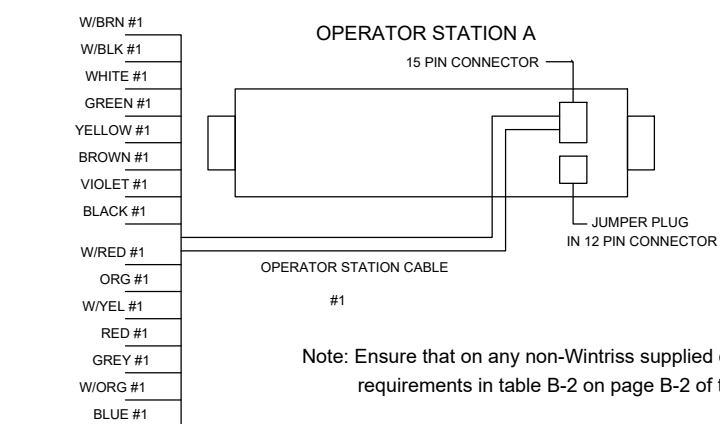 W/BRN #1
W/BLK #1
WHITE #1
GREEN #1
YELLOW #1
BROWN #1
VIOLET #1
BLACK #1
W/RED #1
ORG #1
W/YEL #1
RED #1
GREY #1
W/ORG #1
BLUE #1
OPERATOR STATION A
15 PIN CONNECTOR
JUMPER PLUG
IN 12 PIN CONNECTOR
OPERATOR STATION CABLE
#1
Note: Ensure that on any non-Wintriss supplied
requirements in table B-2 on page B-2 of